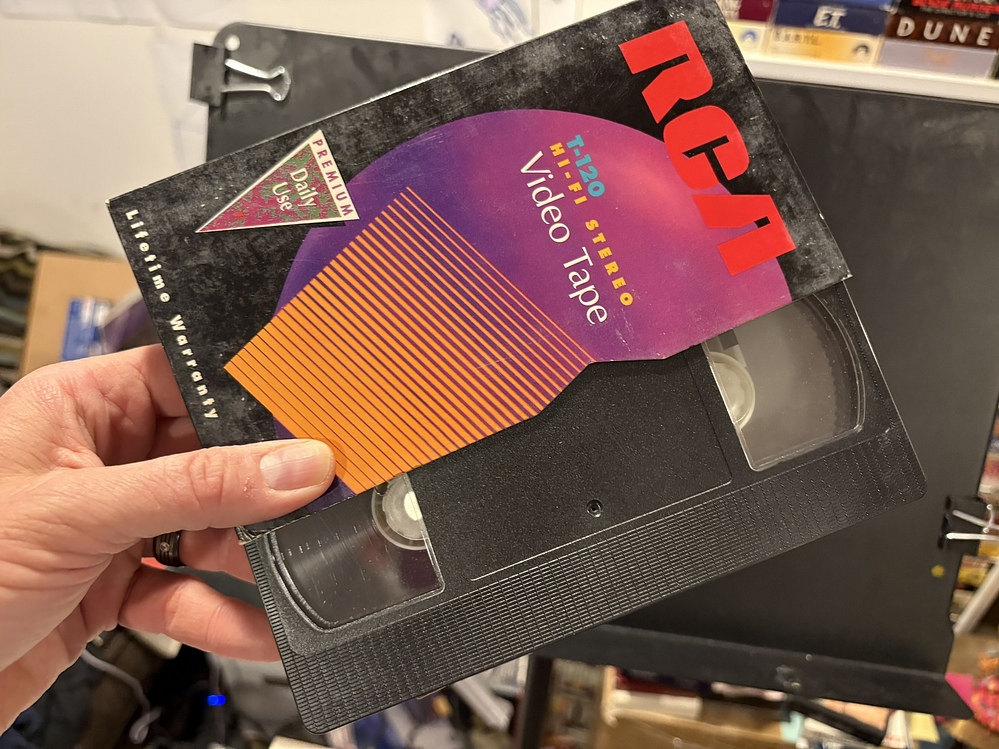 RCA
T-120
HI-FI STEREO
Video Tape
PREMIUM
Daily
Use
Lifetime Warranty
E.T.
DUNE